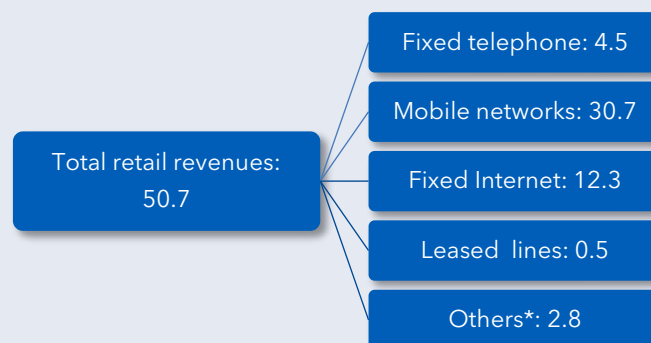 Total retail revenues:
50.7
Fixed telephone: 4.5
Mobile networks: 30.7
Fixed Internet: 12.3
Leased lines: 0.5
Others*: 2.8